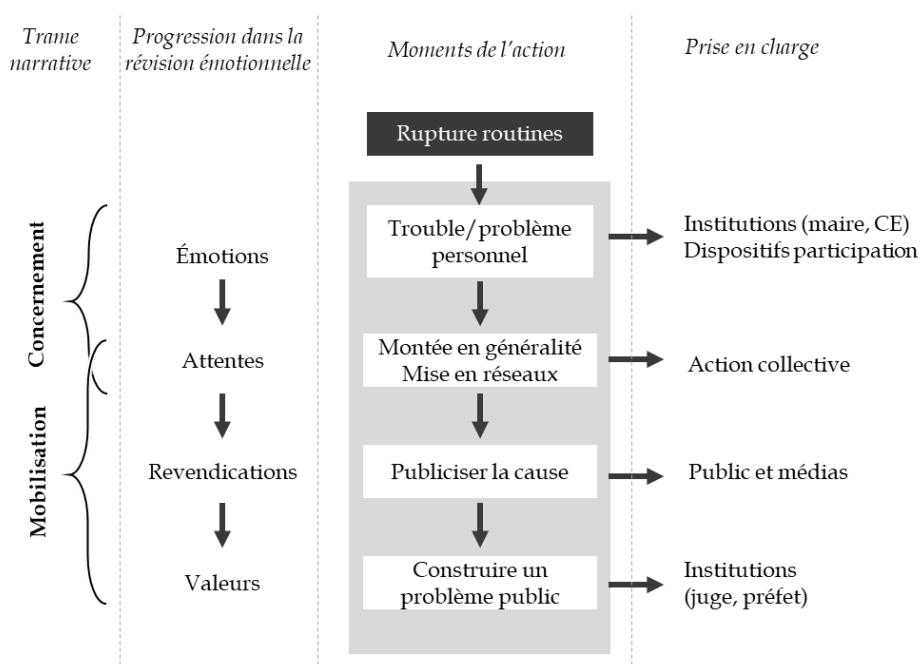 Trame
narrative
Progression dans la
révision émotionnelle
Moments de l'action
Prise en charge
Rupture routines
Concernement
Émotions
Trouble/problème
personnel
Institutions (maire, CE)
Dispositifs participation
Attentes
Montée en généralité
Mise en réseaux
Action collective
Mobilisation
Revendications
Publiciser la cause
Public et médias
Valeurs
Construire un
problème public
Institutions
(juge, préfet)